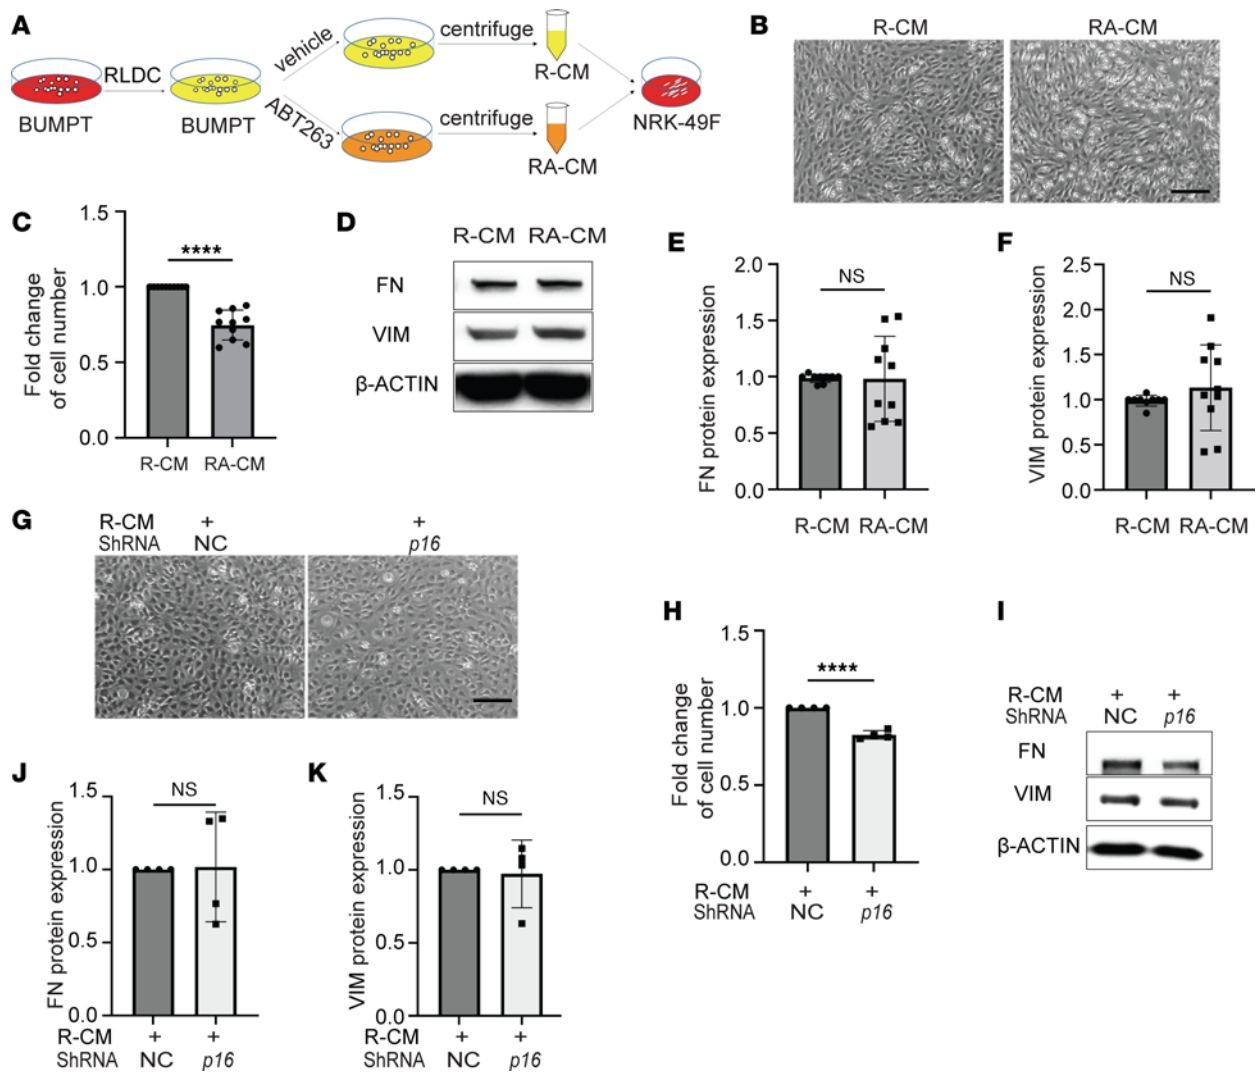 A
BUMPT
RLDC
BUMPT
vehicle
ABT263
centrifuge
R-CM
centrifuge
RA-CM
NRK-49F
B
R-CM RA-CM
C
Fold change
of cell number
1.5
1.0
0.5
0.0
****
R-CM RA-CM
D
R-CM RA-CM
FN
VIM
β-ACTIN
E
FN protein expression
2.0
1.5
1.0
0.5
0.0
NS
R-CM RA-CM
F
VIM protein expression
2.5
2.0
1.5
1.0
0.5
0.0
NS
R-CM RA-CM
G
R-CM + +
ShRNA NC p16
H
Fold change
of cell number
1.5
1.0
0.5
0.0
****
R-CM + +
ShRNA NC p16
I
R-CM + +
ShRNA NC p16
FN
VIM
β-ACTIN
J
FN protein expression
1.5
1.0
0.5
0.0
NS
R-CM + +
ShRNA NC p16
K
VIM protein expression
1.5
1.0
0.5
0.0
NS
R-CM + +
ShRNA NC p16